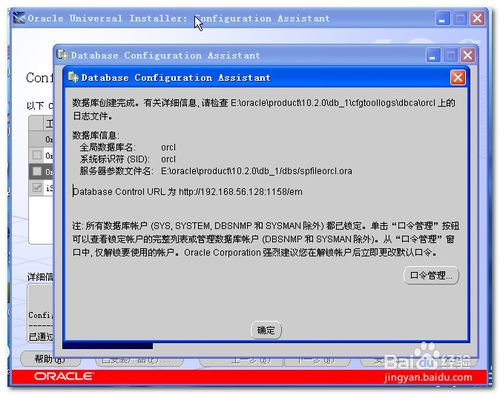 Oracle Universal Installer: Configuration Assistant
Database Configuration Assistant
数据库创建完成。有关详细信息,请检查 E:\oracle\product\10.2.0\db_1\cfgtoollogs\dbca\orcl 上的
日志文件。
数据库信息:
全局数据库名: orcl
系统标识符 (SID): orcl
服务器参数文件名: E:\oracle\product\10.2.0\db_1/dbs/spfileorcl.ora
Database Control URL 为 http://192.168.56.128:1158/em
注: 所有数据库帐户 (SYS, SYSTEM, DBSNMP 和 SYSMAN 除外) 都已锁定。单击“口令管理”按钮
可以查看锁定帐户的完整列表或管理数据库帐户 (DBSNMP 和 SYSMAN 除外)。从“口令管理”窗
口中, 仅解锁要使用的帐户。Oracle Corporation 强烈建议您在解锁帐户后立即更改默认口令。
口令管理...
确定
Conf
以下 C
详细信
Config
已通过
帮助(H)
ORACLE
Baidu 经验
jingyan.baidu.com